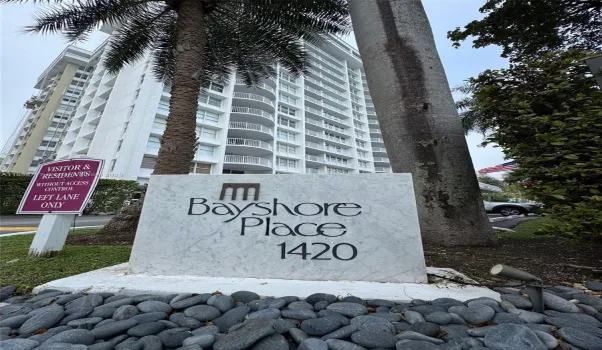 VISITOR &
RESIDENTS
WITHOUT ACCESS
CONTROL
LEFT LANE
ONLY
Bayshore
Place
1420